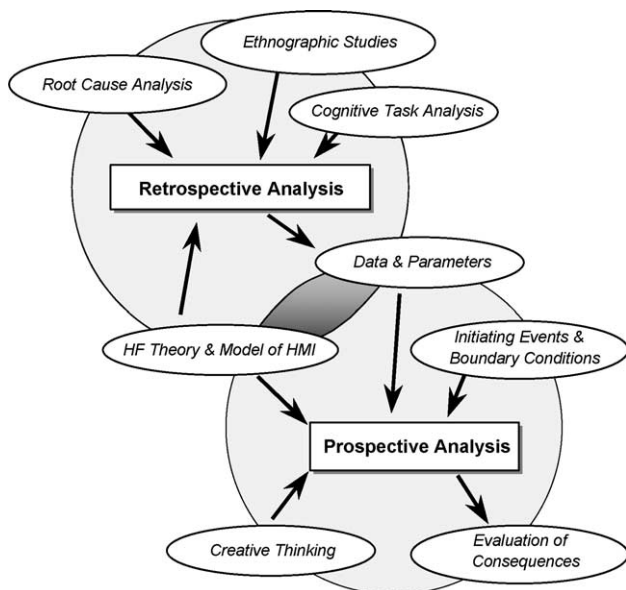 Ethnographic Studies
Root Cause Analysis
Cognitive Task Analysis
Retrospective Analysis
Data & Parameters
HF Theory & Model of HMI
Initiating Events &
Boundary Conditions
Prospective Analysis
Creative Thinking
Evaluation of
Consequences